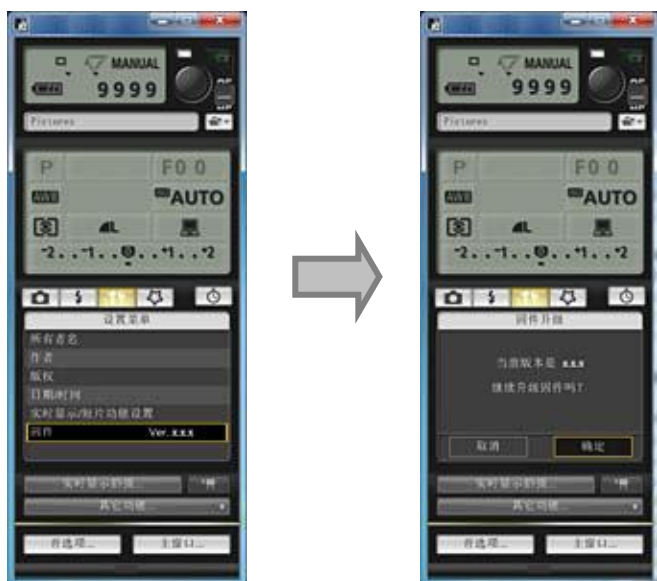 MANUAL
9999
Pictures
P F0 0
AWB AUTO
L
-2..-1..0..+1..+2
设置菜单
所有者名
作者
版权
日期/时间
实时显示/短片功能设置
固件 Ver. x.x.x
实时显示拍摄...
其它功能...
首选项... 主窗口...
MANUAL
9999
Pictures
P F0 0
AWB AUTO
L
-2..-1..0..+1..+2
固件升级
当前版本是 x.x.x
继续升级固件吗?
取消 确定
实时显示拍摄...
其它功能...
首选项... 主窗口...